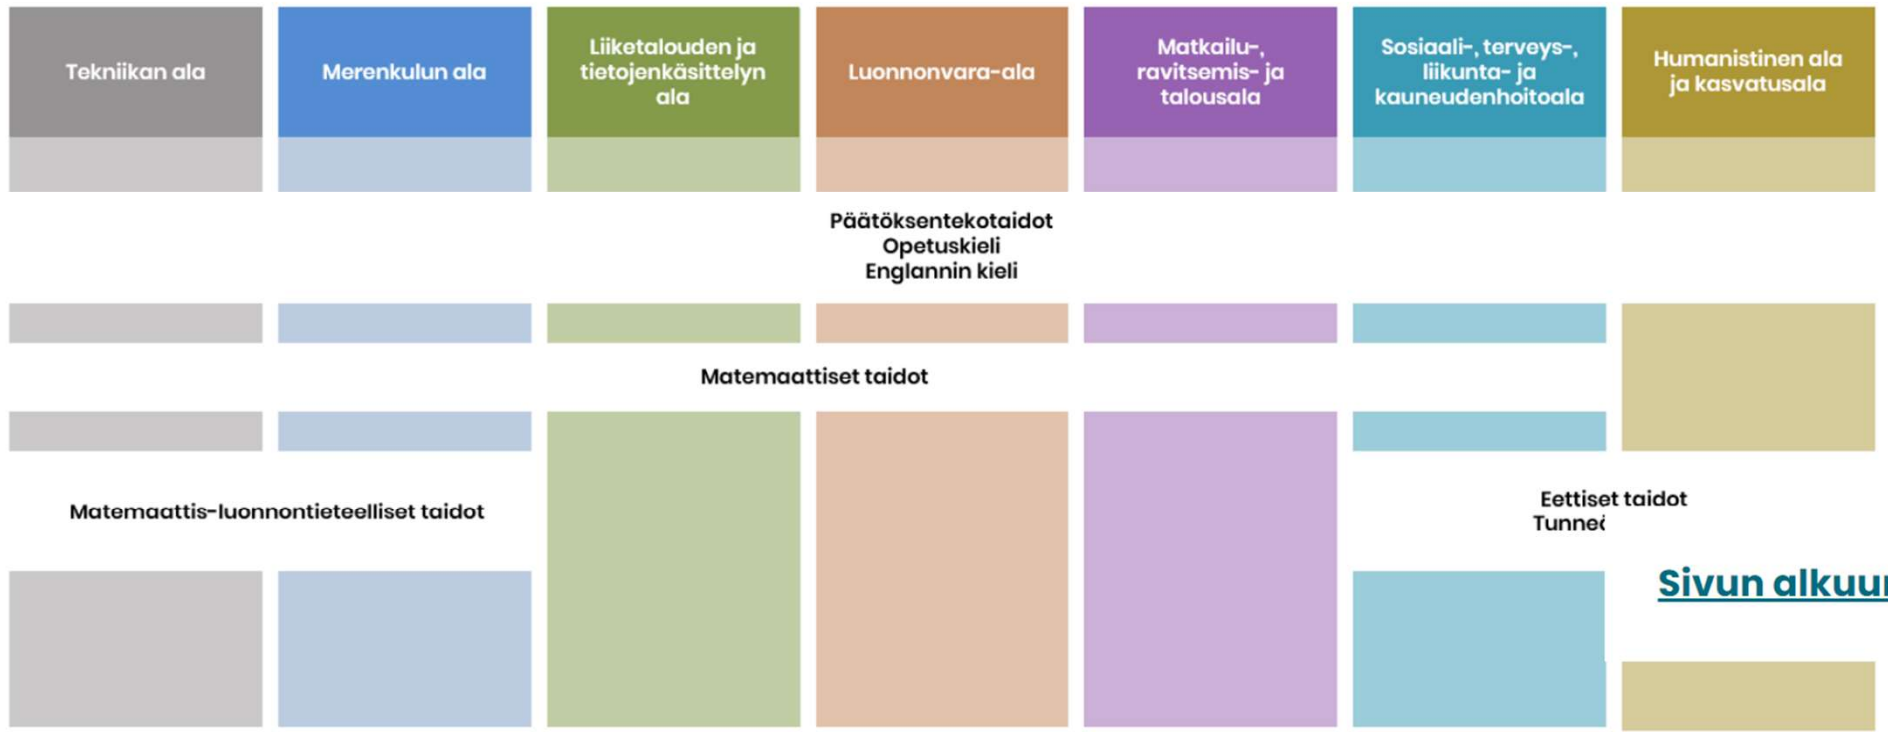 Tekniikan ala
Merenkulun ala
Liiketalouden ja
tietojenkäsittelyn
ala
Luonnonvara-ala
Matkailu-,
ravitsemis- ja
talousala
Sosiaali-, terveys-,
liikunta- ja
kauneudenhoitoala
Humanistinen ala
ja kasvatusala
Päätöksentekotaidot
Opetuskieli
Englannin kieli
Matemaattiset taidot
Matemaattis-luonnontieteelliset taidot
Eettiset taidot
Sivun